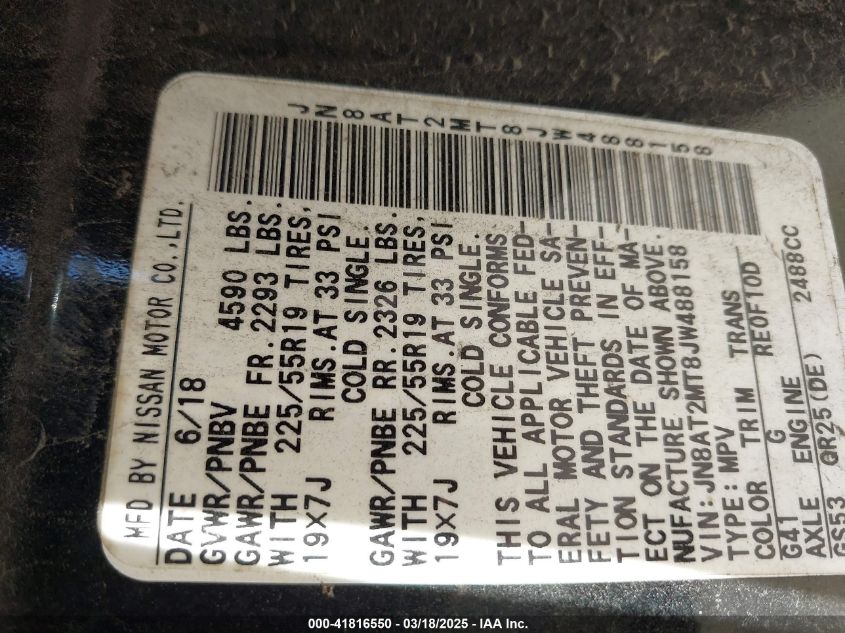 JN8AT2MT8JW488158
MFD BY NISSAN MOTOR CO.,LTD.
DATE 6/18
GVWR/PNBV 4590 LBS.
GAWR/PNBE FR. 2293 LBS.
WITH 225/55R19 TIRES,
19×7J RIMS AT 33 PSI
COLD SINGLE.
GAWR/PNBE RR. 2326 LBS.
WITH 225/55R19 TIRES,
19×7J RIMS AT 33 PSI
COLD SINGLE.
THIS VEHICLE CONFORMS
TO ALL APPLICABLE FED-
ERAL MOTOR VEHICLE SA-
FETY AND THEFT PREVEN-
TION STANDARDS IN EFF-
ECT ON THE DATE OF MA-
NUFACTURE SHOWN ABOVE.
VIN: JN8AT2MT8JW488158
TYPE: MPV
COLOR TRIM TRANS
G41 G RE0F10D
AXLE ENGINE
GS53 QR25(DE) 2488CC
000-41816550 - 03/18/2025 - IAA Inc.